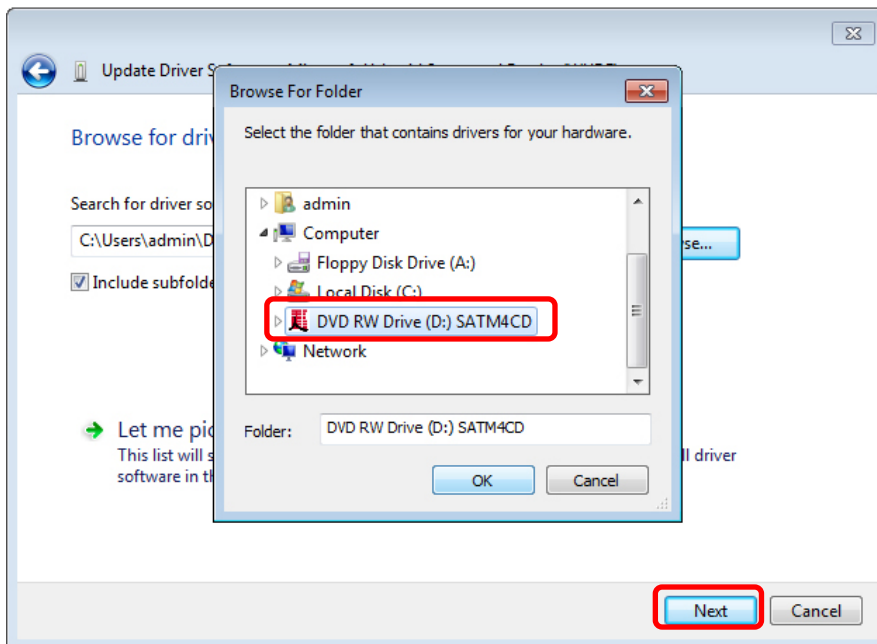 Update Driver S
Browse For Folder
Select the folder that contains drivers for your hardware.
Browse for driv
Search for driver so
C:\Users\admin\D
se...
Include subfolde
admin
Computer
Floppy Disk Drive (A:)
Local Disk (C:)
DVD RW Drive (D:) SATM4CD
Network
Folder: DVD RW Drive (D:) SATM4CD
OK Cancel
Let me pic
This list will s
ll driver
software in th
Next Cancel